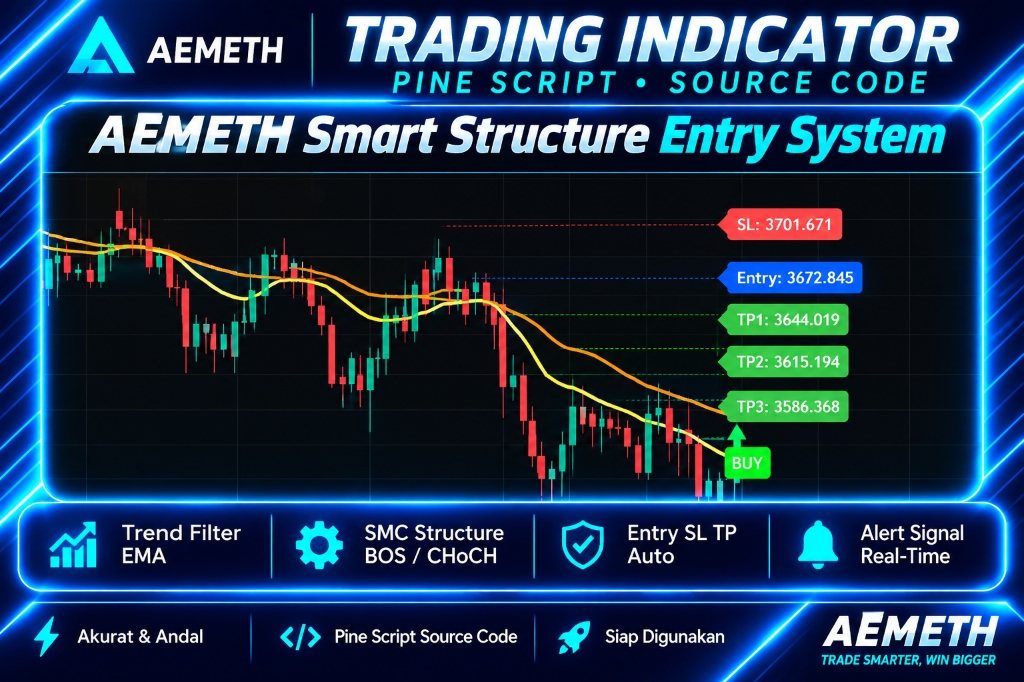 AEMETH
TRADING INDICATOR
PINE SCRIPT • SOURCE CODE
AEMETH Smart Structure Entry System
SL: 3701.671
Entry: 3672.845
TP1: 3644.019
TP2: 3615.194
TP3: 3586.368
BUY
Trend Filter
EMA
SMC Structure
BOS / CHoCH
Entry SL TP
Auto
Alert Signal
Real-Time
Akurat & Andal
</> Pine Script Source Code
Siap Digunakan
AEMETH
TRADE SMARTER, WIN BIGGER